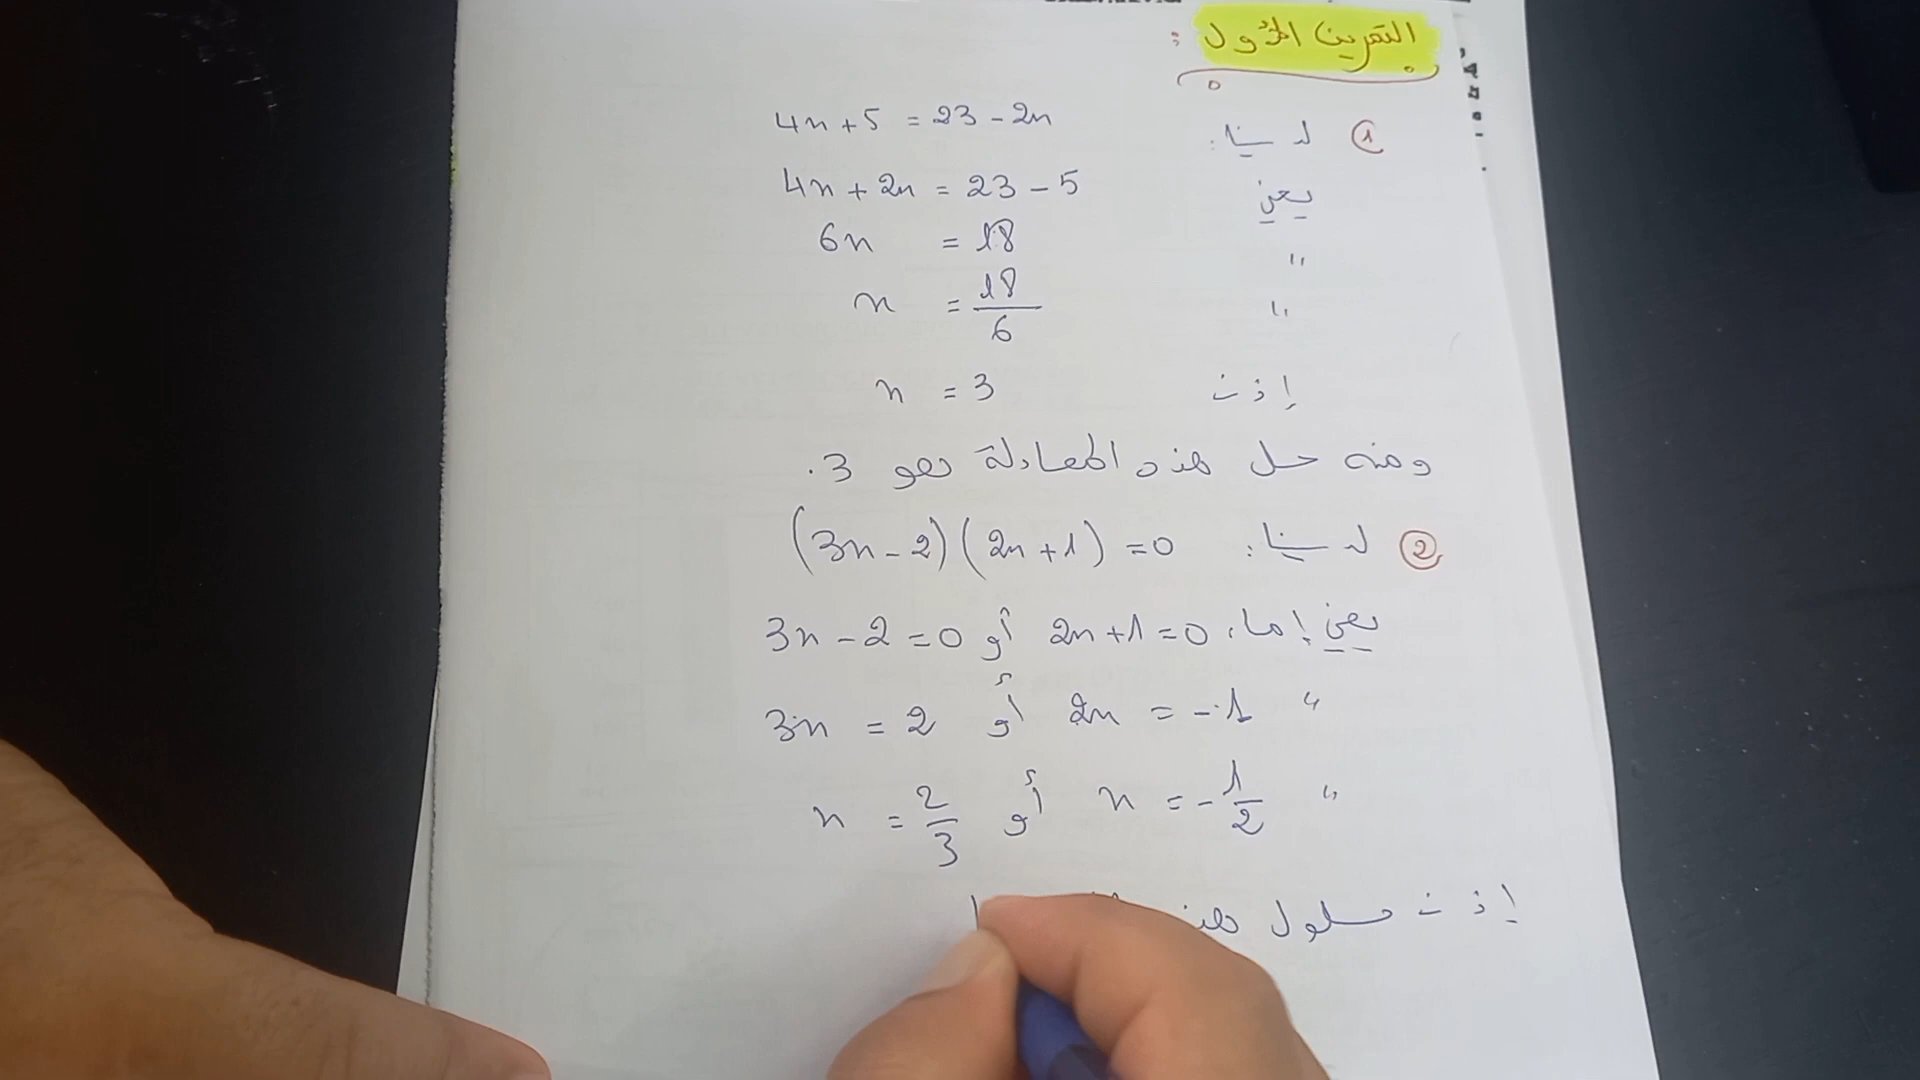 التمرين الأول :
① لدينا: 4x+5 = 23-2x
يعني 4x+2x = 23-5
" 6x = 18
" x = 18/6
إذن x = 3
ومنه حل هذه المعادلة هو 3.
② لدينا: (3x-2)(2x+1)=0
يعني إما، 2x+1=0 أو 3x-2=0
" 2x = -1 أو 3x = 2
" x = -1/2 أو x = 2/3
إذن حلول هذه